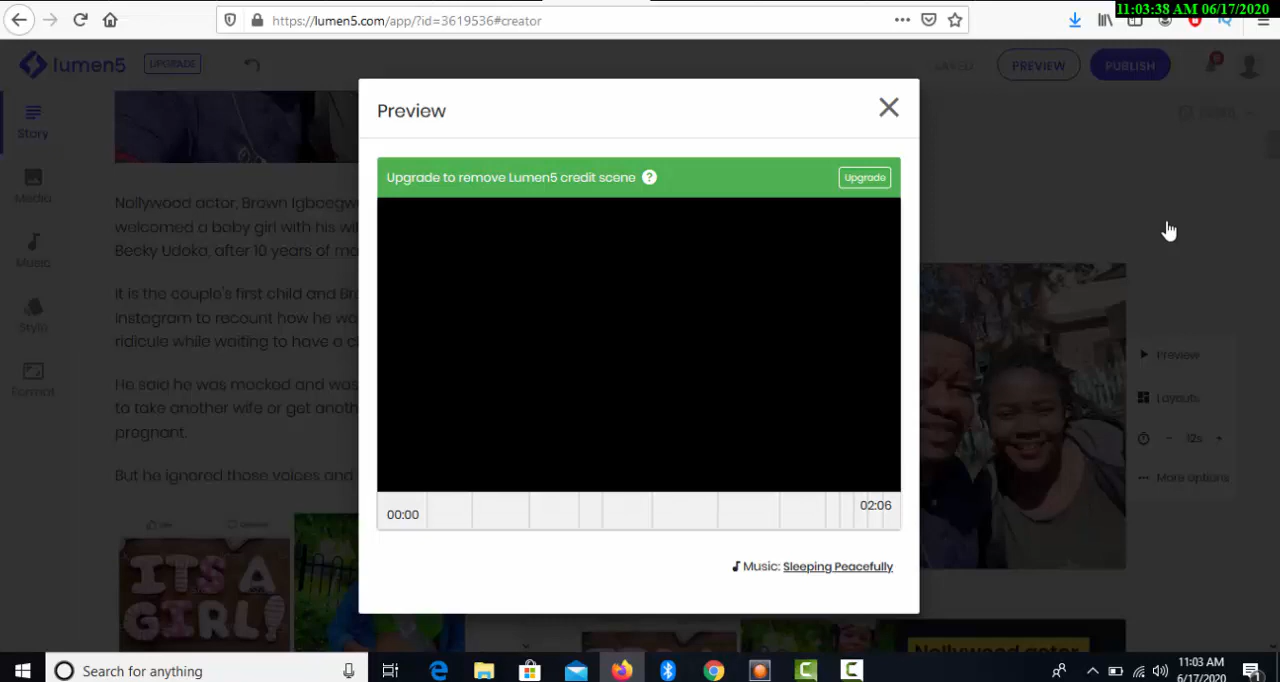 11:03:38 AM 06/17/2020
https://lumen5.com/app/?id=3619536#creator
lumen5
UPGRADE
SAVED
PREVIEW
PUBLISH
Preview
Upgrade to remove Lumen5 credit scene ?
Upgrade
Story
Media
Music
Style
Format
Nollywood actor, Brown Igboegw
welcomed a baby girl with his wif
Becky Udoka, after 10 years of ma
It is the couple's first child and Br
Instagram to recount how he wa
ridicule while waiting to have a c
He said he was mocked and was
to take another wife or get anoth
pregnant.
But he ignored those voices and
Preview
Layouts
12s
More options
00:00
02:06
Music: Sleeping Peacefully
IT'S A
GIRL!
Nollywood actor
Search for anything
11:03 AM
6/17/2020